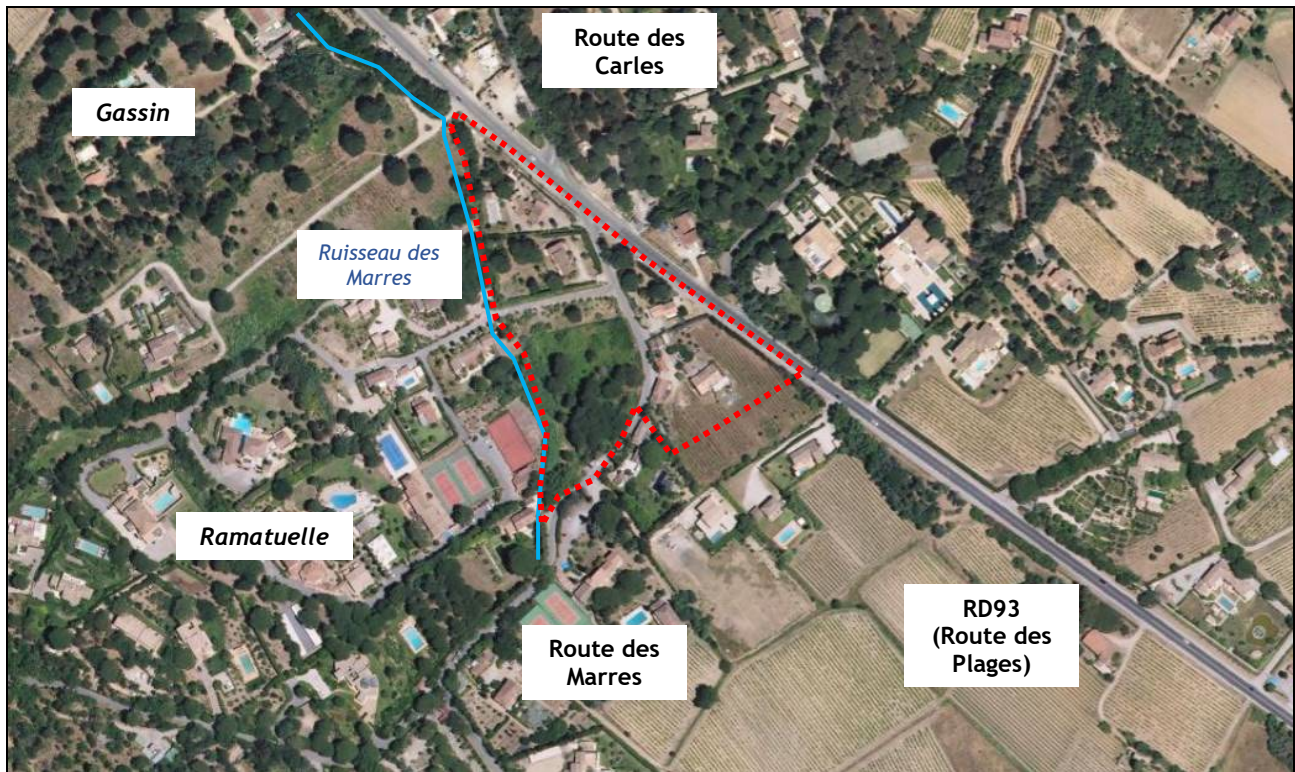 Route des
Carles
Gassin
Ruisseau des
Marres
Ramatuelle
RD93
(Route des
Plages)
Route des
Marres